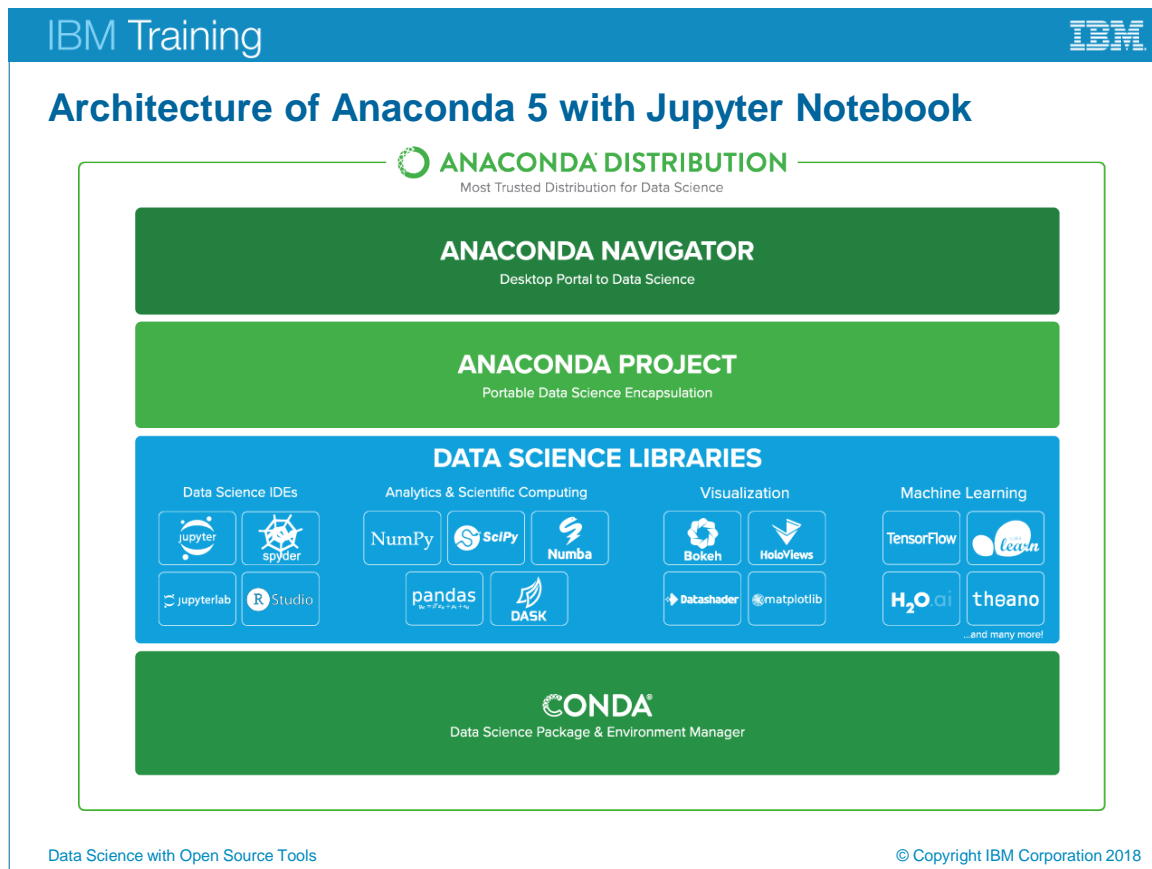 IBM Training
IBM
Architecture of Anaconda 5 with Jupyter Notebook
ANACONDA DISTRIBUTION
Most Trusted Distribution for Data Science
ANACONDA NAVIGATOR
Desktop Portal to Data Science
ANACONDA PROJECT
Portable Data Science Encapsulation
DATA SCIENCE LIBRARIES
Data Science IDEs
jupyter
spyder
jupyterlab
R Studio
Analytics & Scientific Computing
NumPy
SciPy
Numba
pandas
DASK
Visualization
Bokeh
HoloViews
Datashader
matplotlib
Machine Learning
TensorFlow
learn
H2O.ai
theano
...and many more!
CONDA®
Data Science Package & Environment Manager
Data Science with Open Source Tools
© Copyright IBM Corporation 2018